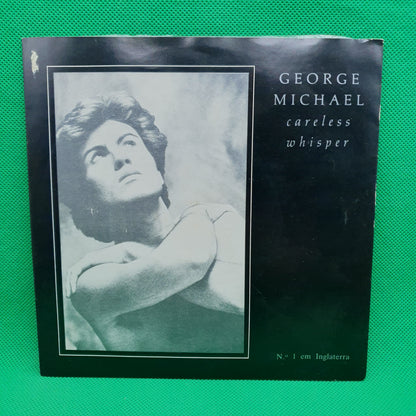 GEORGE
MICHAEL
careless
whisper
N.º 1 em Inglaterra